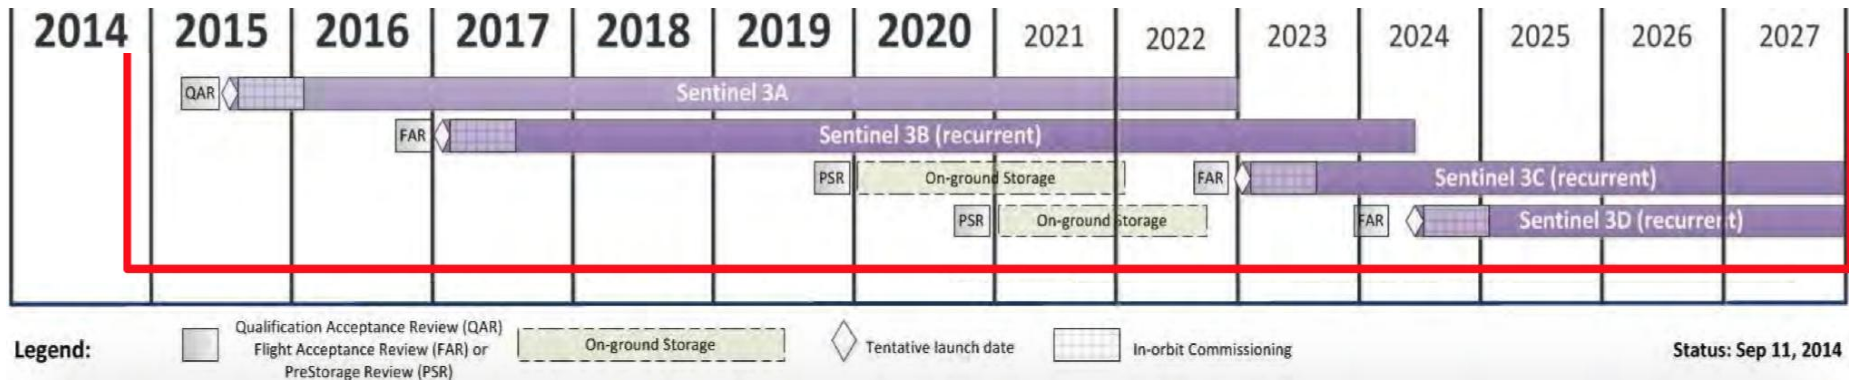 2014 2015 2016 2017 2018 2019 2020 2021 2022 2023 2024 2025 2026 2027
QAR Sentinel 3A
FAR Sentinel 3B (recurrent)
PSR On-ground Storage FAR Sentinel 3C (recurrent)
PSR On-ground Storage FAR Sentinel 3D (recurrent)
Legend:
Qualification Acceptance Review (QAR)
Flight Acceptance Review (FAR) or
PreStorage Review (PSR)
On-ground Storage
Tentative launch date
In-orbit Commissioning
Status: Sep 11, 2014